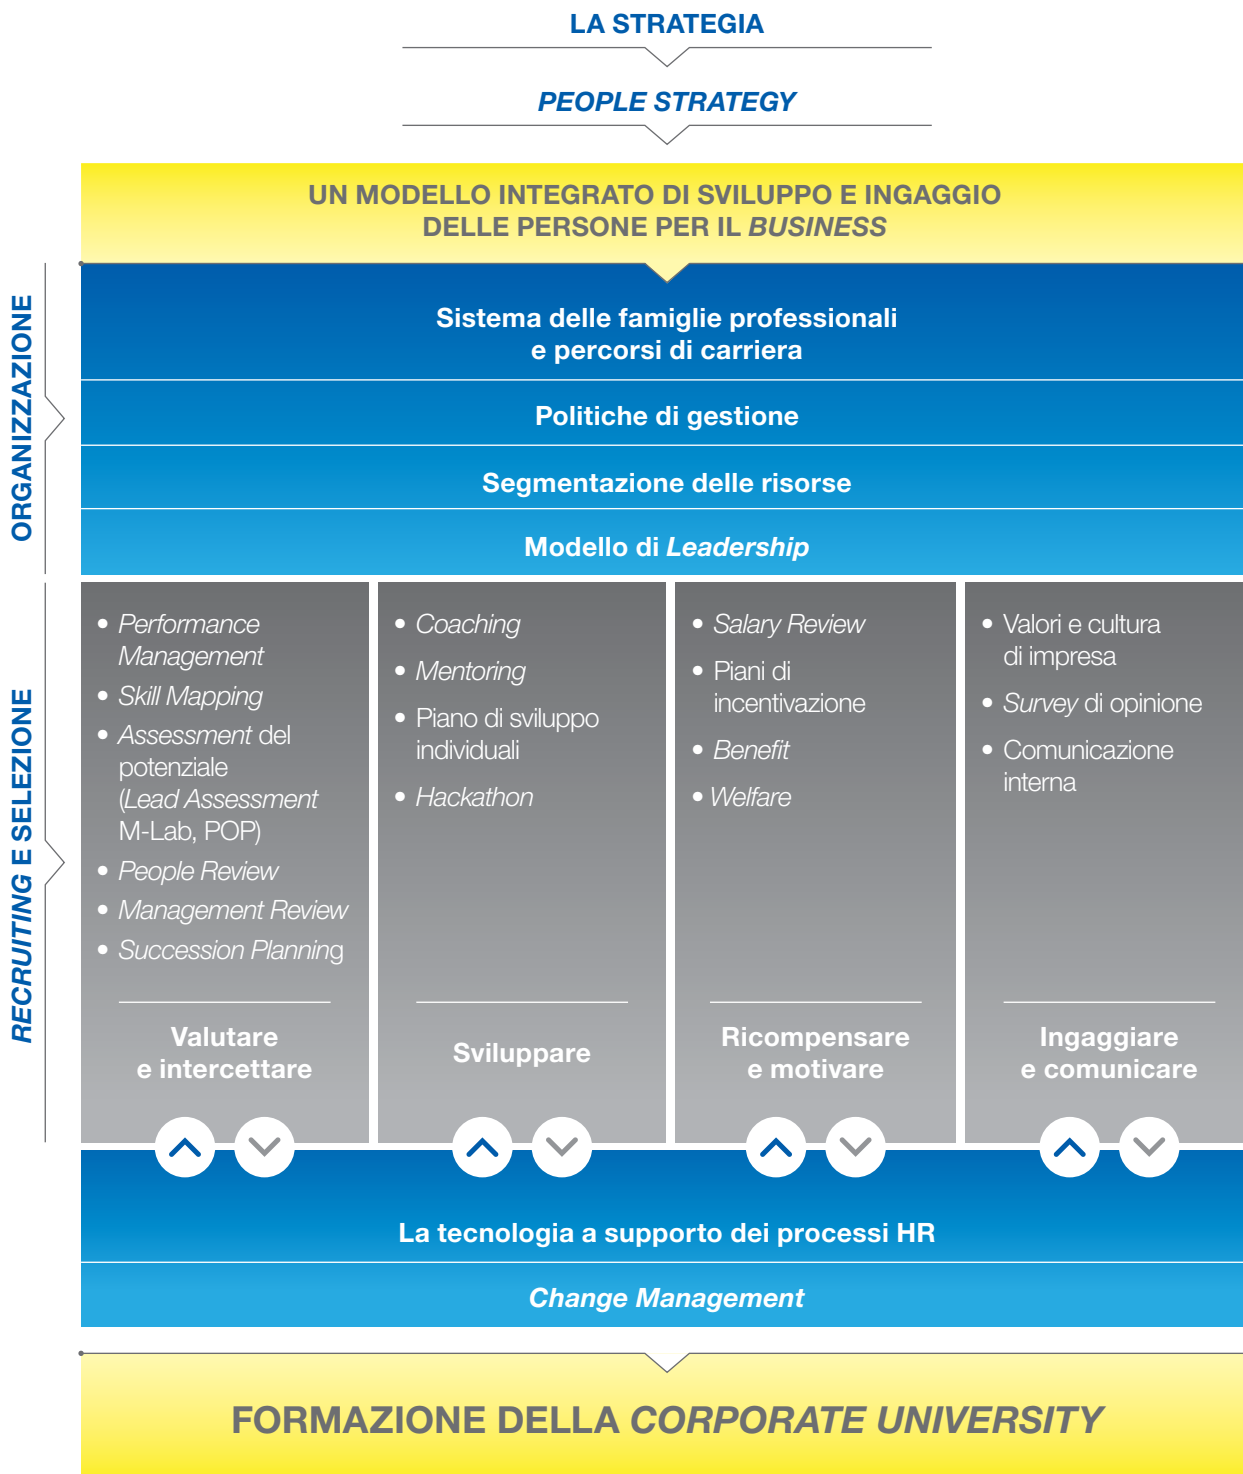 LA STRATEGIA
PEOPLE STRATEGY
UN MODELLO INTEGRATO DI SVILUPPO E INGAGGIO
DELLE PERSONE PER IL BUSINESS
ORGANIZZAZIONE
Sistema delle famiglie professionali
e percorsi di carriera
Politiche di gestione
Segmentazione delle risorse
Modello di Leadership
RECRUITING E SELEZIONE
• Performance
Management
• Skill Mapping
• Assessment del
potenziale
(Lead Assessment
M-Lab, POP)
• People Review
• Management Review
• Succession Planning
Valutare
e intercettare
• Coaching
• Mentoring
• Piano di sviluppo
individuali
• Hackathon
Sviluppare
• Salary Review
• Piani di
incentivazione
• Benefit
• Welfare
Ricompensare
e motivare
• Valori e cultura
di impresa
• Survey di opinione
• Comunicazione
interna
Ingaggiare
e comunicare
La tecnologia a supporto dei processi HR
Change Management
FORMAZIONE DELLA CORPORATE UNIVERSITY